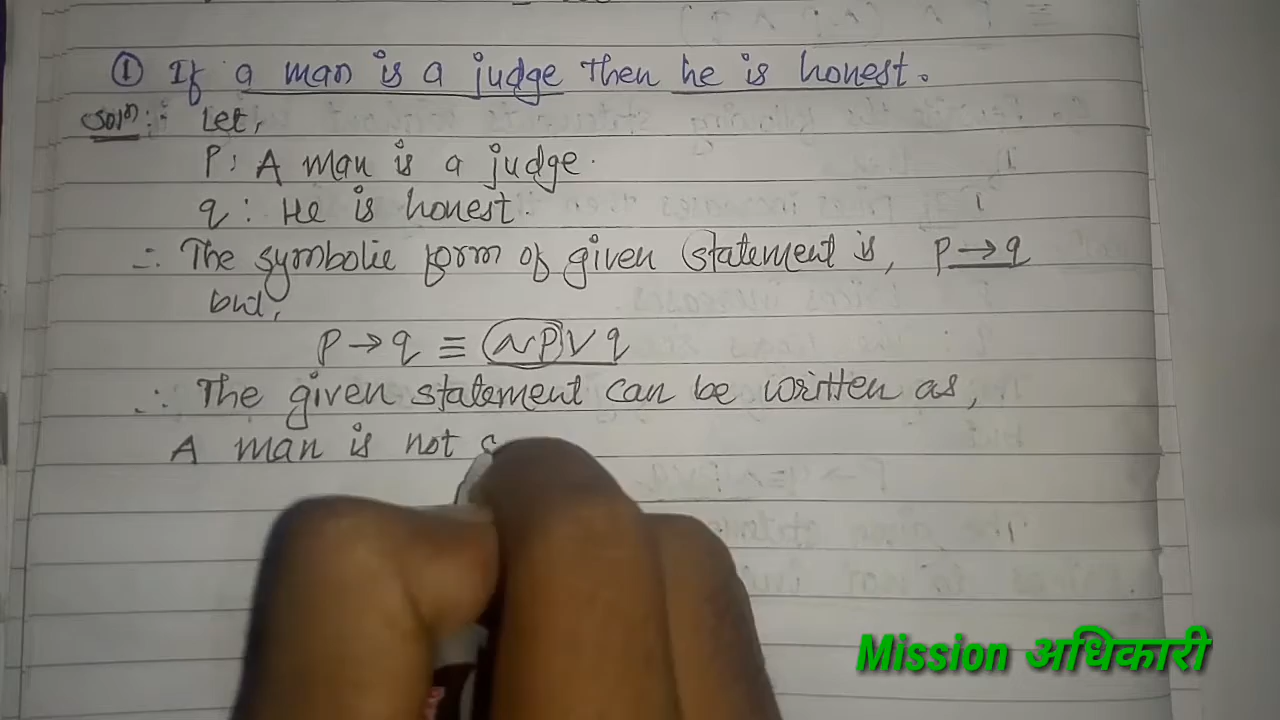 ① If a man is a judge then he is honest.
Solⁿ:- Let,
P: A man is a judge.
q: He is honest.
∴ The symbolic form of given statement is, P→q
but,
P→q ≡ (~P)∨q
∴ The given statement can be written as,
A man is not
Mission अधिकारी